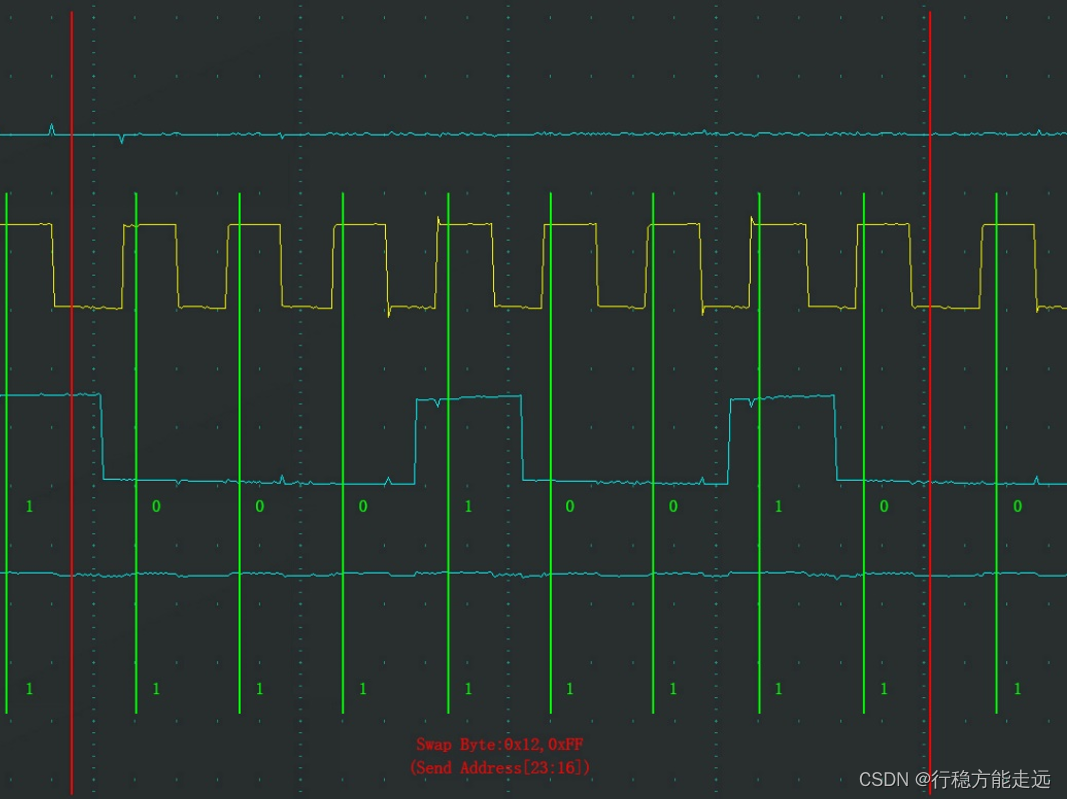 1 0 0 0 1 0 0 1 0 0
1 1 1 1 1 1 1 1 1 1
Swap Byte:0x12,0xFF
(Send Address[23:16])
CSDN @行稳方能走远